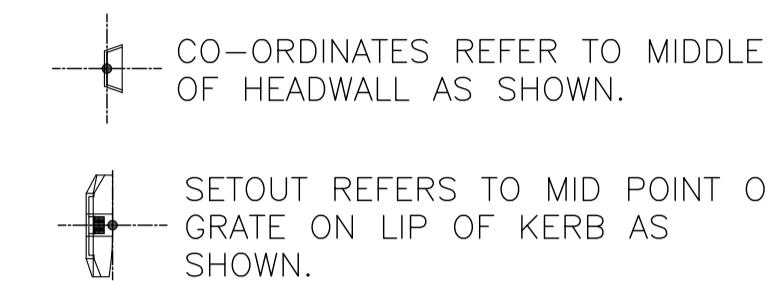 CO-ORDINATES REFER TO MIDDLE
OF HEADWALL AS SHOWN.
SETOUT REFERS TO MID POINT
GRATE ON LIP OF KERB AS
SHOWN.